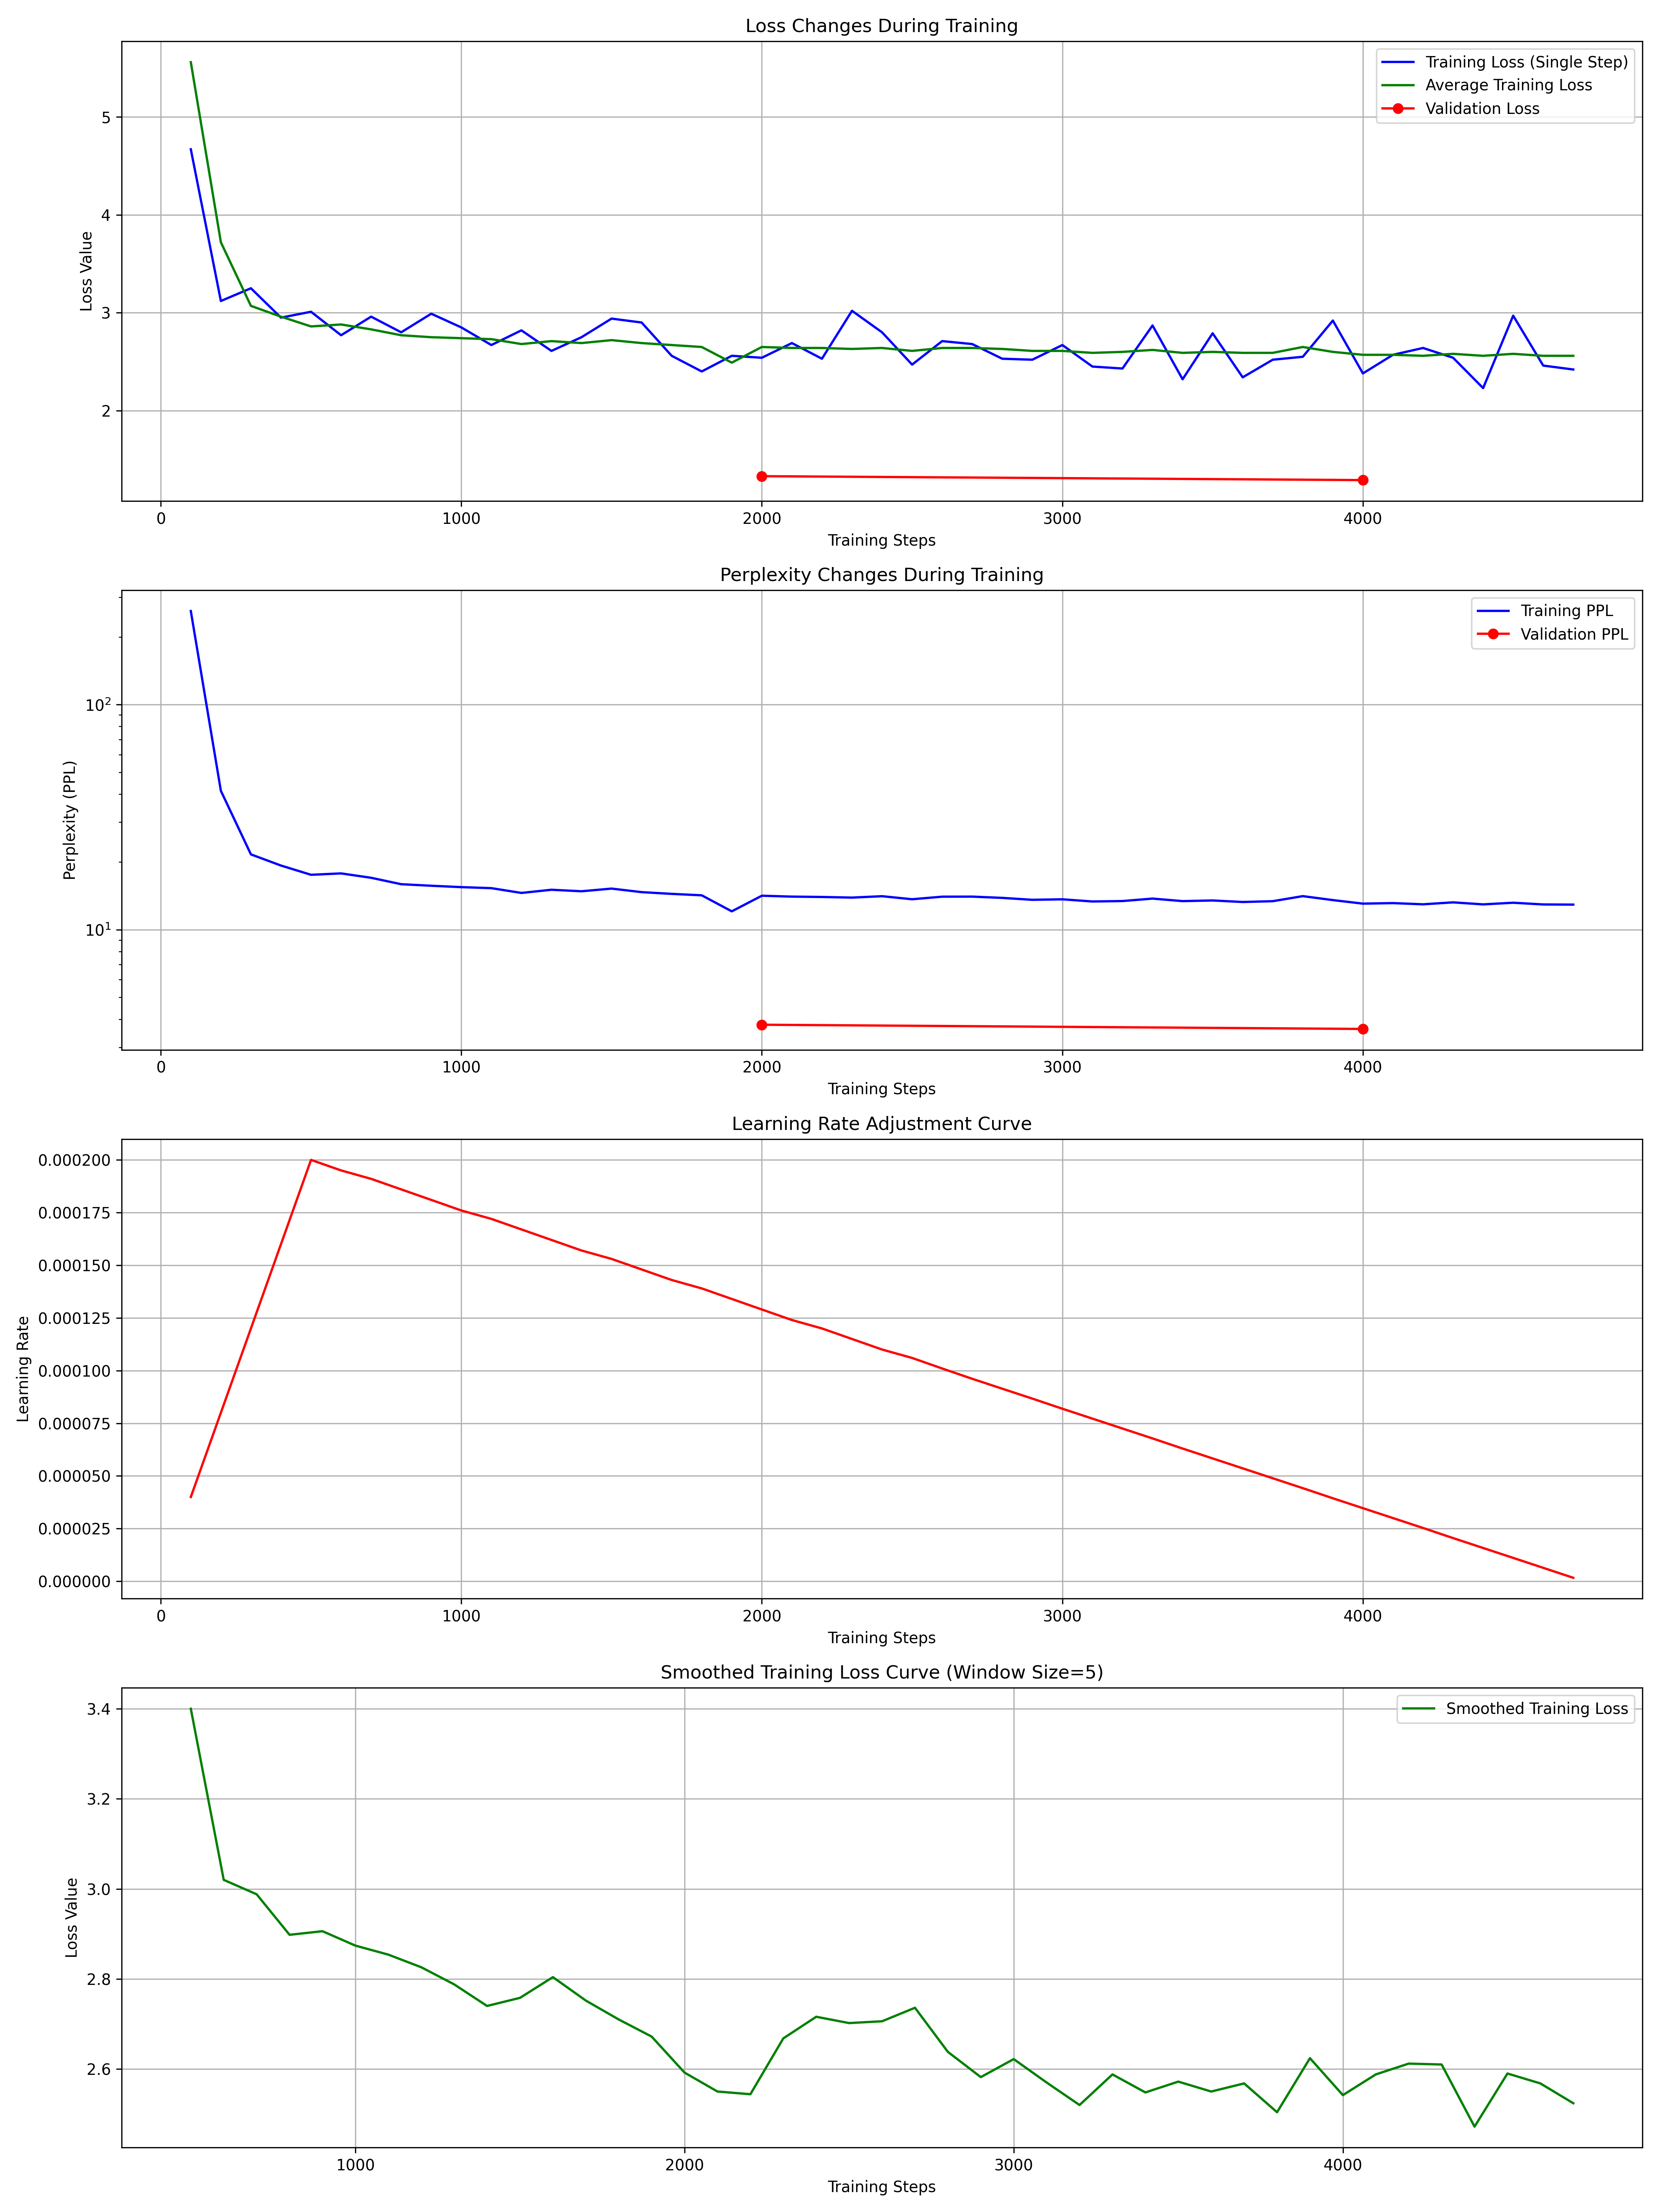 Loss Changes During Training
Training Loss (Single Step)
Average Training Loss
Validation Loss
Loss Value
5
4
3
2
0 1000 2000 3000 4000
Training Steps
Perplexity Changes During Training
Training PPL
Validation PPL
Perplexity (PPL)
10²
10¹
0 1000 2000 3000 4000
Training Steps
Learning Rate Adjustment Curve
Learning Rate
0.000200
0.000175
0.000150
0.000125
0.000100
0.000075
0.000050
0.000025
0.000000
0 1000 2000 3000 4000
Training Steps
Smoothed Training Loss Curve (Window Size=5)
Smoothed Training Loss
Loss Value
3.4
3.2
3.0
2.8
2.6
1000 2000 3000 4000
Training Steps